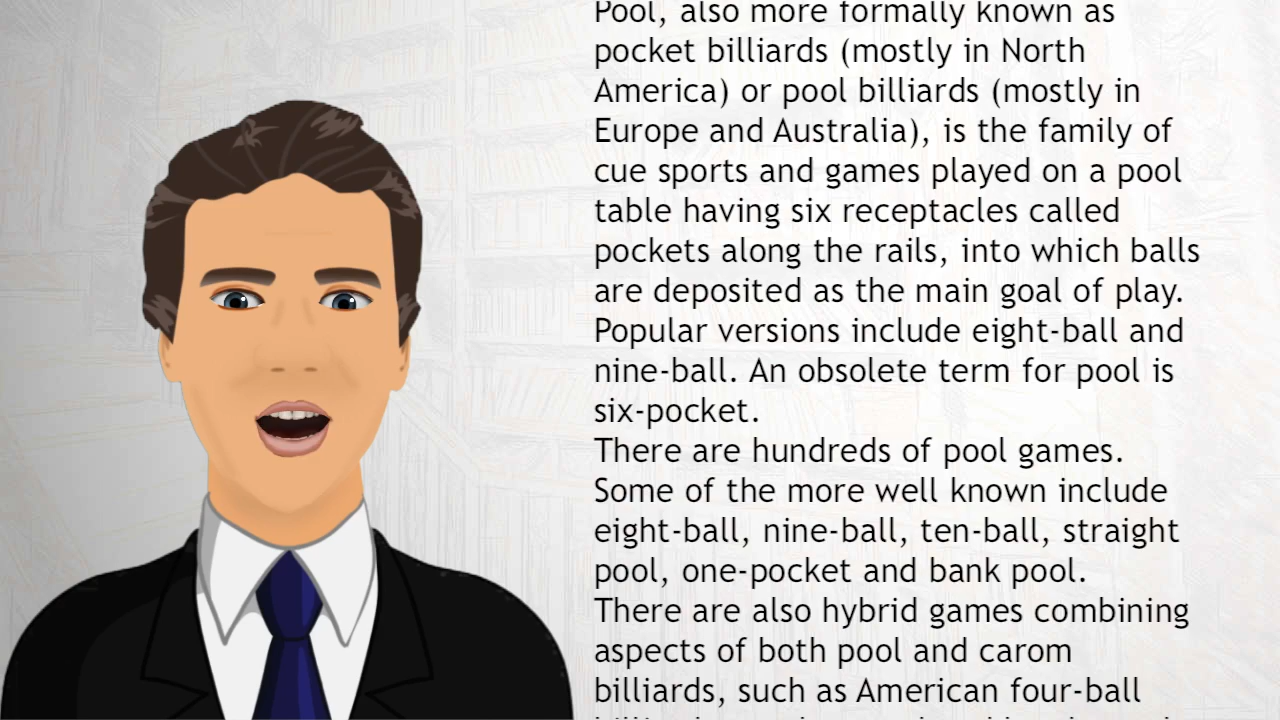 Pool, also more formally known as
pocket billiards (mostly in North
America) or pool billiards (mostly in
Europe and Australia), is the family of
cue sports and games played on a pool
table having six receptacles called
pockets along the rails, into which balls
are deposited as the main goal of play.
Popular versions include eight-ball and
nine-ball. An obsolete term for pool is
six-pocket.
There are hundreds of pool games.
Some of the more well known include
eight-ball, nine-ball, ten-ball, straight
pool, one-pocket and bank pool.
There are also hybrid games combining
aspects of both pool and carom
billiards, such as American four-ball